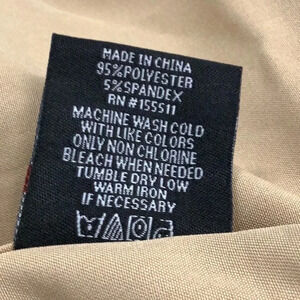 MADE IN CHINA
95%POLYESTER
5%SPANDEX
RN #155511
MACHINE WASH COLD
WITH LIKE COLORS
ONLY NON CHLORINE
BLEACH WHEN NEEDED
TUMBLE DRY LOW
WARM IRON
IF NECESSARY